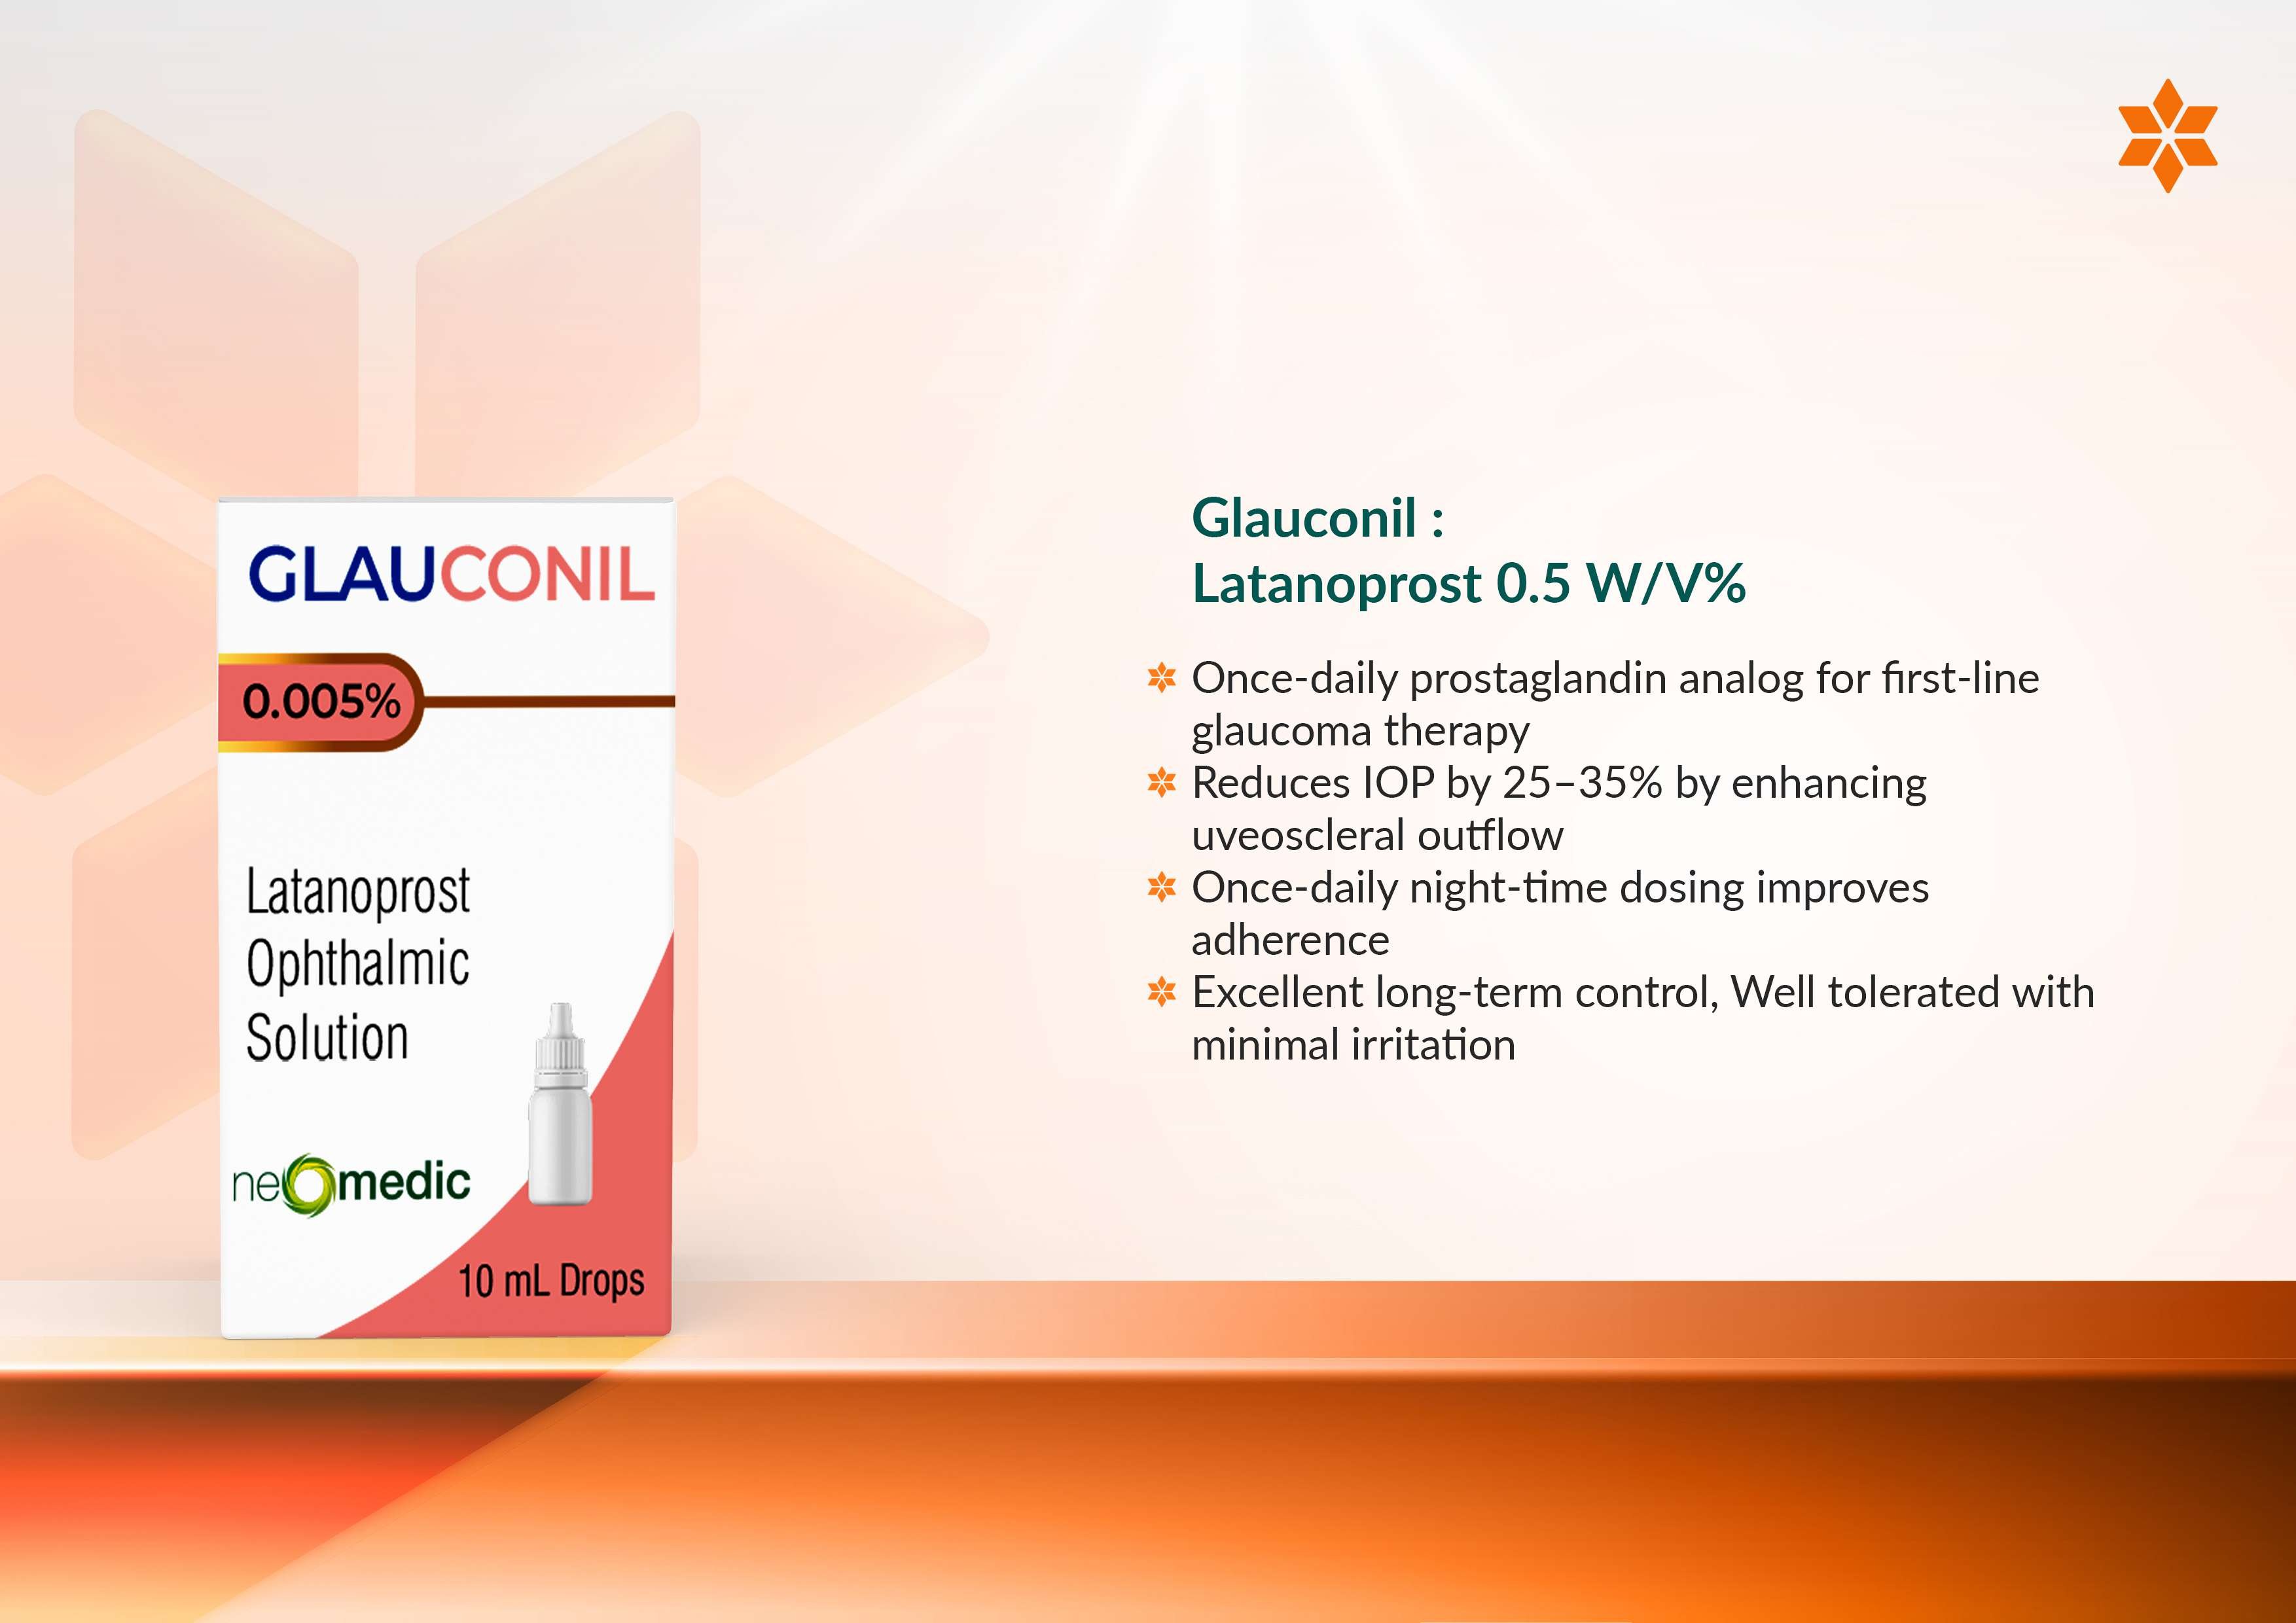 GLAUCONIL
0.005%
Latanoprost
Ophthalmic
Solution
neomedic
10 mL Drops
Glauconil :
Latanoprost 0.5 W/V%
Once-daily prostaglandin analog for first-line
glaucoma therapy
Reduces IOP by 25–35% by enhancing
uveoscleral outflow
Once-daily night-time dosing improves
adherence
Excellent long-term control, Well tolerated with
minimal irritation